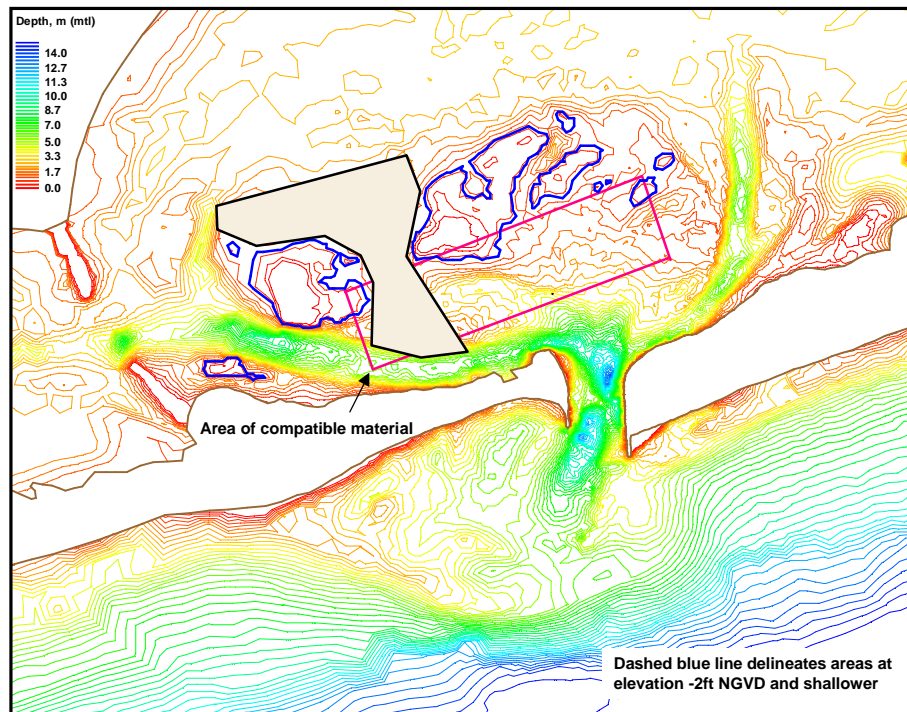 Depth, m (mtl)
14.0
12.7
11.3
10.0
8.7
7.0
5.0
3.3
1.7
0.0
Area of compatible material
Dashed blue line delineates areas at
elevation -2ft NGVD and shallower